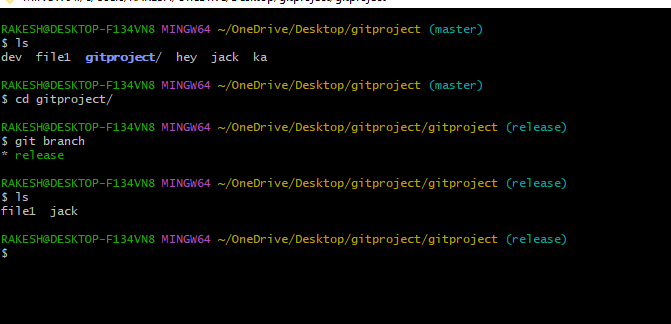 RAKESH@DESKTOP-F134VN8 MINGW64 ~/OneDrive/Desktop/gitproject (master)
$ ls
dev  file1  gitproject/  hey  jack  ka
RAKESH@DESKTOP-F134VN8 MINGW64 ~/OneDrive/Desktop/gitproject (master)
$ cd gitproject/
RAKESH@DESKTOP-F134VN8 MINGW64 ~/OneDrive/Desktop/gitproject/gitproject (release)
$ git branch
* release
RAKESH@DESKTOP-F134VN8 MINGW64 ~/OneDrive/Desktop/gitproject/gitproject (release)
$ ls
file1  jack
RAKESH@DESKTOP-F134VN8 MINGW64 ~/OneDrive/Desktop/gitproject/gitproject (release)
$